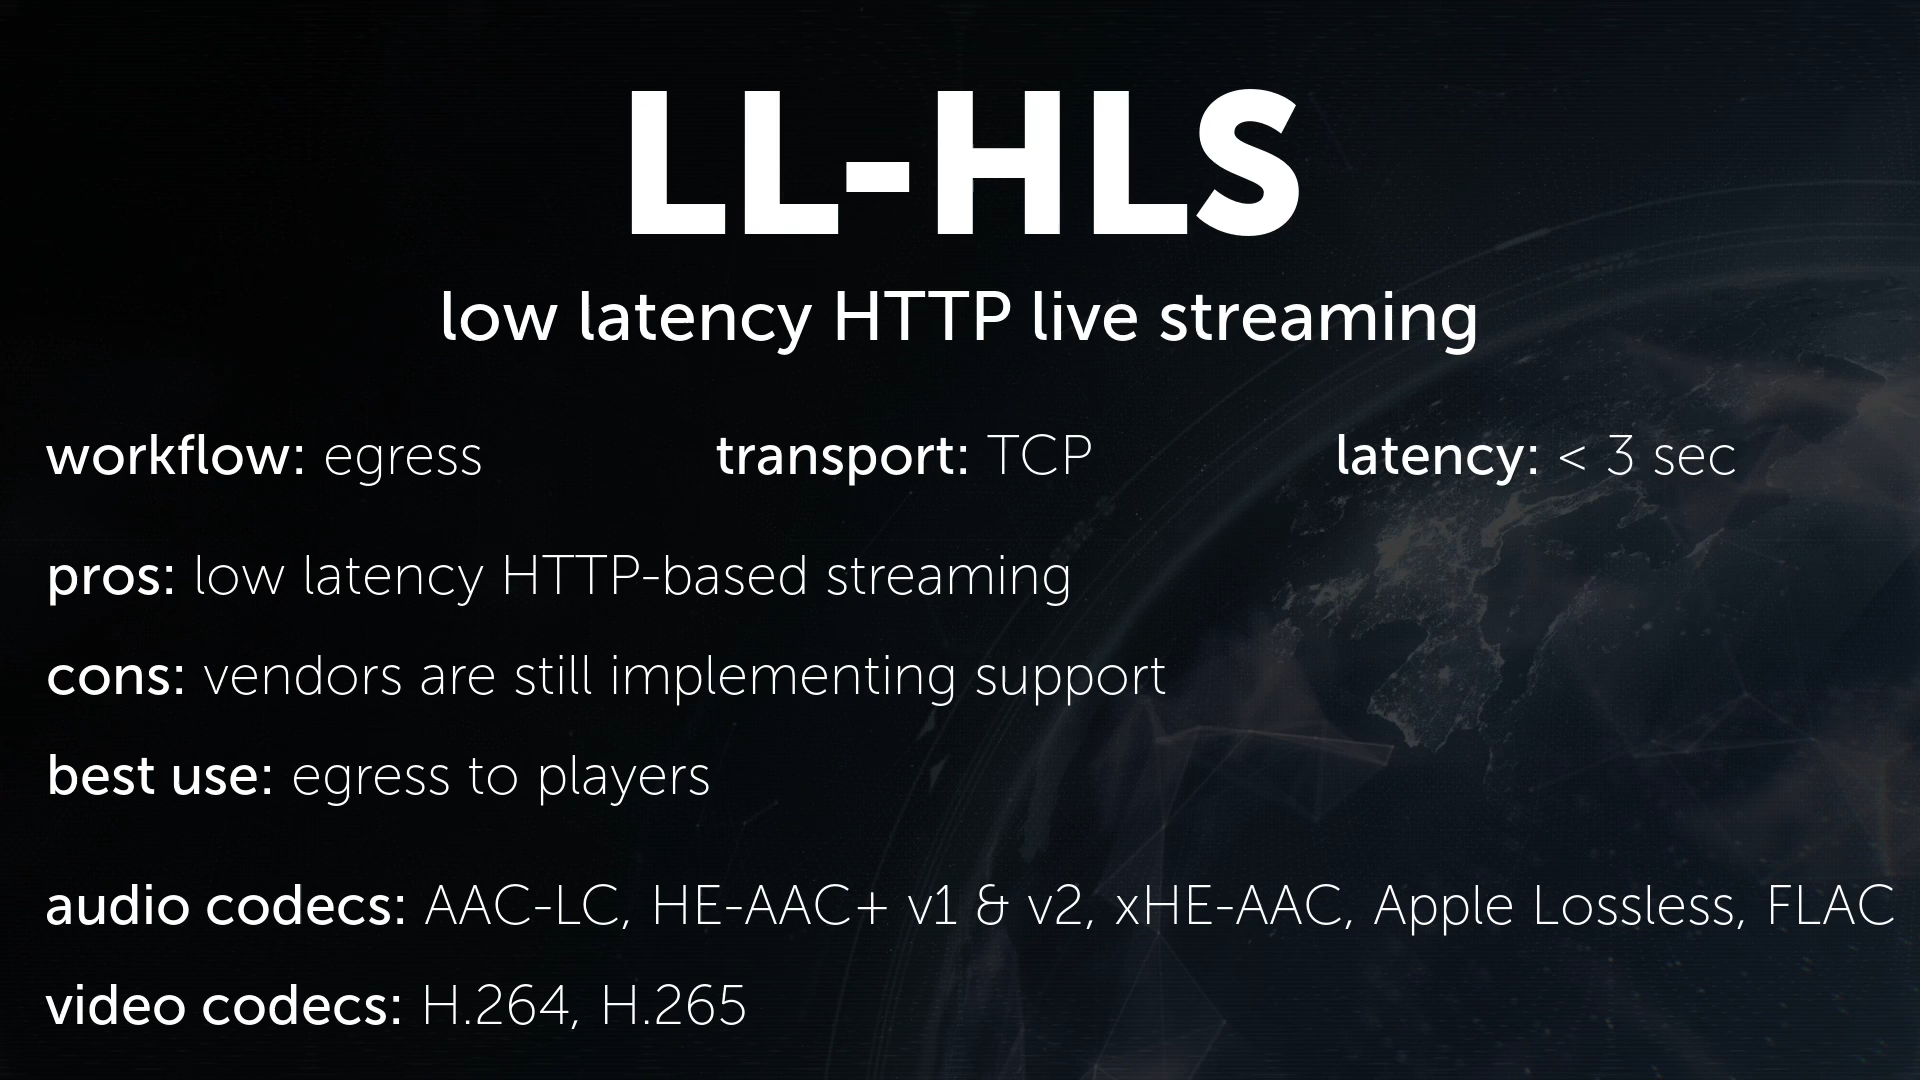 LL-HLS
low latency HTTP live streaming
workflow: egress transport: TCP latency: < 3 sec
pros: low latency HTTP-based streaming
cons: vendors are still implementing support
best use: egress to players
audio codecs: AAC-LC, HE-AAC+ v1 & v2, xHE-AAC, Apple Lossless, FLAC
video codecs: H.264, H.265